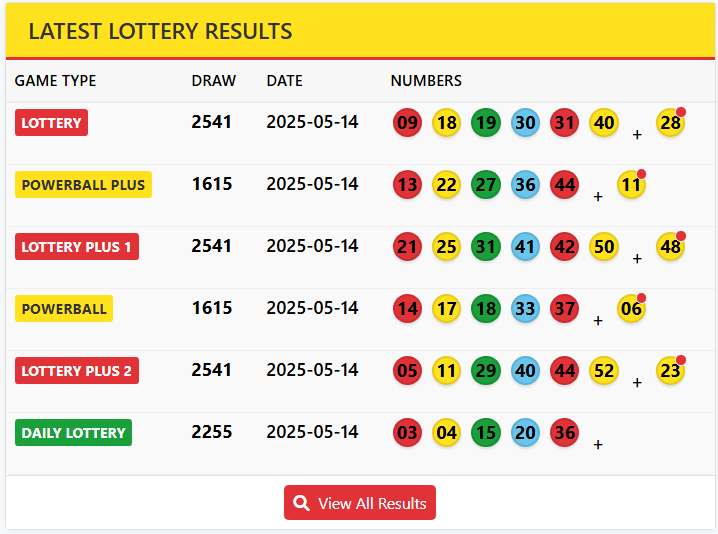 LATEST LOTTERY RESULTS
GAME TYPE DRAW DATE NUMBERS
LOTTERY 2541 2025-05-14 09 18 19 30 31 40 + 28
POWERBALL PLUS 1615 2025-05-14 13 22 27 36 44 + 11
LOTTERY PLUS 1 2541 2025-05-14 21 25 31 41 42 50 + 48
POWERBALL 1615 2025-05-14 14 17 18 33 37 + 06
LOTTERY PLUS 2 2541 2025-05-14 05 11 29 40 44 52 + 23
DAILY LOTTERY 2255 2025-05-14 03 04 15 20 36 +
View All Results